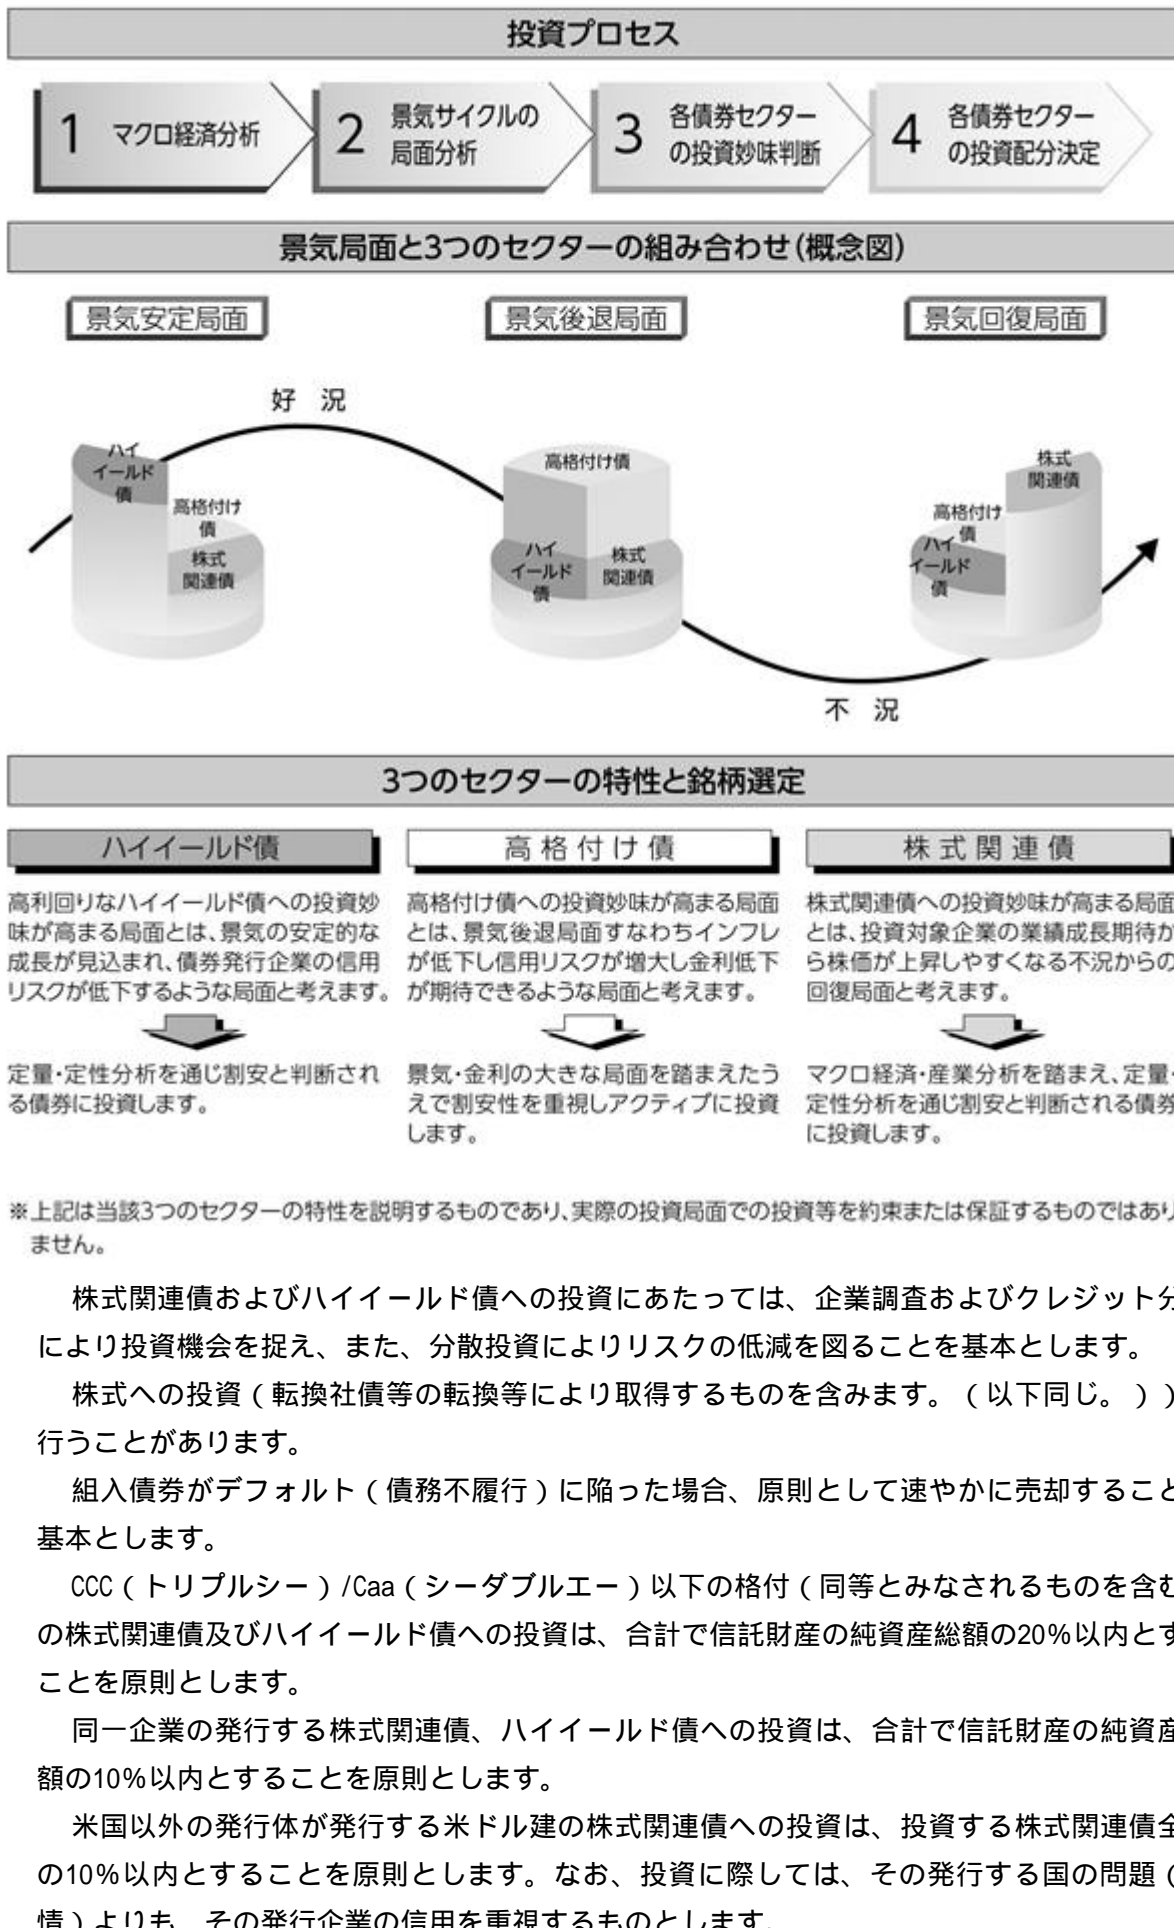 投資プロセス
1 マクロ経済分析
2 景気サイクルの
局面分析
3 各債券セクター
の投資妙味判断
4 各債券セクター
の投資配分決定
景気局面と3つのセクターの組み合わせ(概念図)
景気安定局面
景気後退局面
景気回復局面
好 況
ハイ
イールド
債
高格付け
債
株式
関連債
高格付け債
ハイ
イールド
債
株式
関連債
株式
関連債
高格付け
債
ハイ
イールド
債
不 況
3つのセクターの特性と銘柄選定
ハイイールド債
高利回りなハイイールド債への投資妙
味が高まる局面とは、景気の安定的な
成長が見込まれ、債券発行企業の信用
リスクが低下するような局面と考えます。
定量・定性分析を通じ割安と判断され
る債券に投資します。
高格付け債
高格付け債への投資妙味が高まる局面
とは、景気後退局面すなわちインフレ
が低下し信用リスクが増大し金利低下
が期待できるような局面と考えます。
景気・金利の大きな局面を踏まえたう
えで割安性を重視しアクティブに投資
します。
株式関連債
株式関連債への投資妙味が高まる局面
とは、投資対象企業の業績成長期待か
ら株価が上昇しやすくなる不況からの
回復局面と考えます。
マクロ経済・産業分析を踏まえ、定量・
定性分析を通じ割安と判断される債券
に投資します。
※上記は当該3つのセクターの特性を説明するものであり、実際の投資局面での投資等を約束または保証するものではあり
ません。
株式関連債およびハイイールド債への投資にあたっては、企業調査およびクレジット分
により投資機会を捉え、また、分散投資によりリスクの低減を図ることを基本とします。
株式への投資(転換社債等の転換等により取得するものを含みます。(以下同じ。))
行うことがあります。
組入債券がデフォルト(債務不履行)に陥った場合、原則として速やかに売却すること
基本とします。
CCC(トリプルシー)/Caa(シーダブルエー)以下の格付(同等とみなされるものを含む
の株式関連債及びハイイールド債への投資は、合計で信託財産の純資産総額の20%以内とす
ことを原則とします。
同一企業の発行する株式関連債、ハイイールド債への投資は、合計で信託財産の純資産
額の10%以内とすることを原則とします。
米国以外の発行体が発行する米ドル建の株式関連債への投資は、投資する株式関連債全
の10%以内とすることを原則とします。なお、投資に際しては、その発行する国の問題(
情)よりも、その発行企業の信用を重視するものとします。